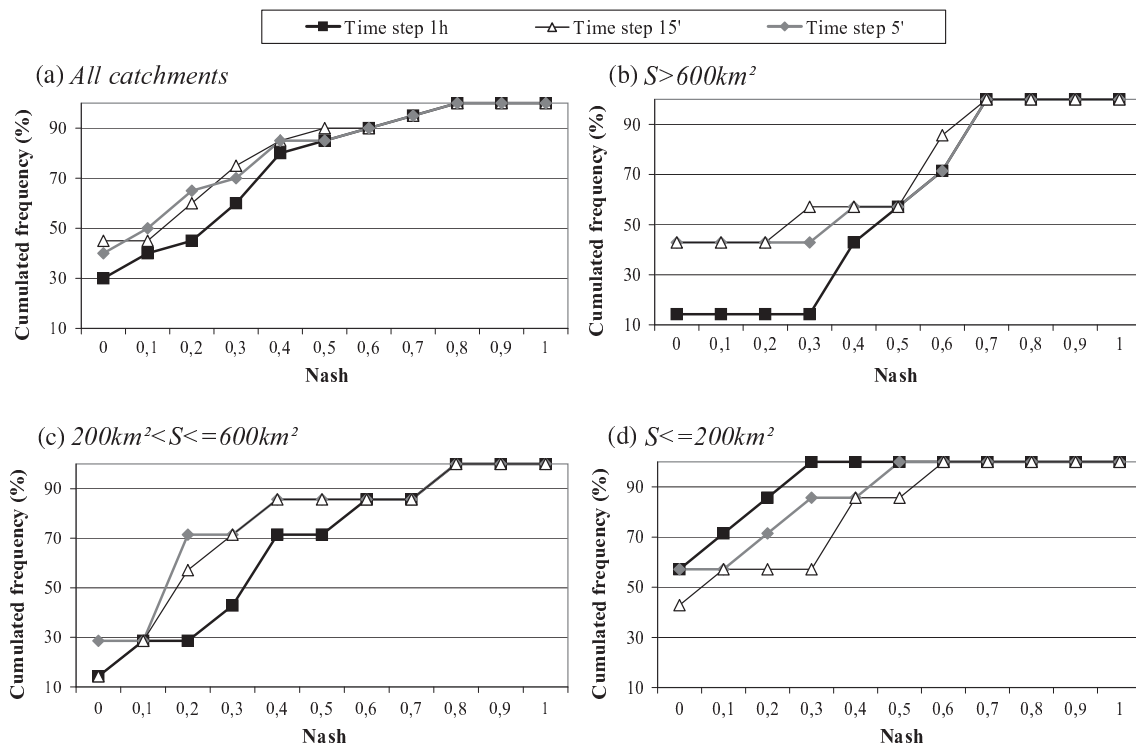 Time step 1h Time step 15' Time step 5'
(a) All catchments
Cumulated frequency (%)
90
70
50
30
10
0 0,1 0,2 0,3 0,4 0,5 0,6 0,7 0,8 0,9 1
Nash
(b) S>600km²
Cumulated frequency (%)
90
70
50
30
10
0 0,1 0,2 0,3 0,4 0,5 0,6 0,7 0,8 0,9 1
Nash
(c) 200km²<S<=600km²
Cumulated frequency (%)
90
70
50
30
10
0 0,1 0,2 0,3 0,4 0,5 0,6 0,7 0,8 0,9 1
Nash
(d) S<=200km²
Cumulated frequency (%)
90
70
50
30
10
0 0,1 0,2 0,3 0,4 0,5 0,6 0,7 0,8 0,9 1
Nash